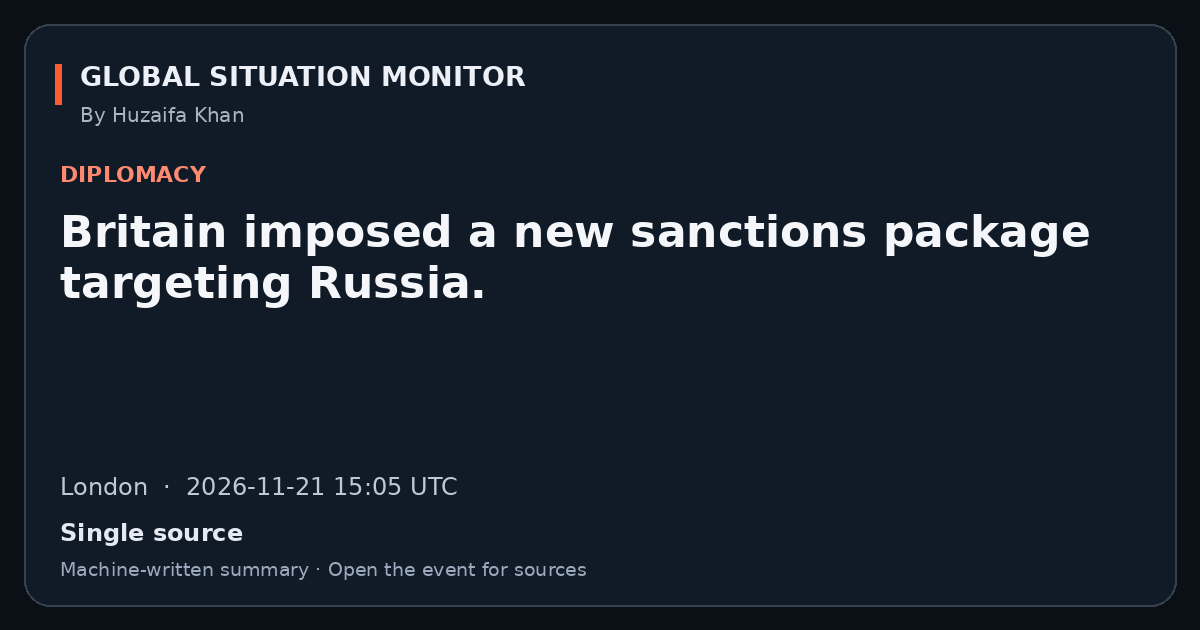 GLOBAL SITUATION MONITOR
By Huzaifa Khan
DIPLOMACY
Britain imposed a new sanctions package
targeting Russia.
London · 2026-11-21 15:05 UTC
Single source
Machine-written summary · Open the event for sources